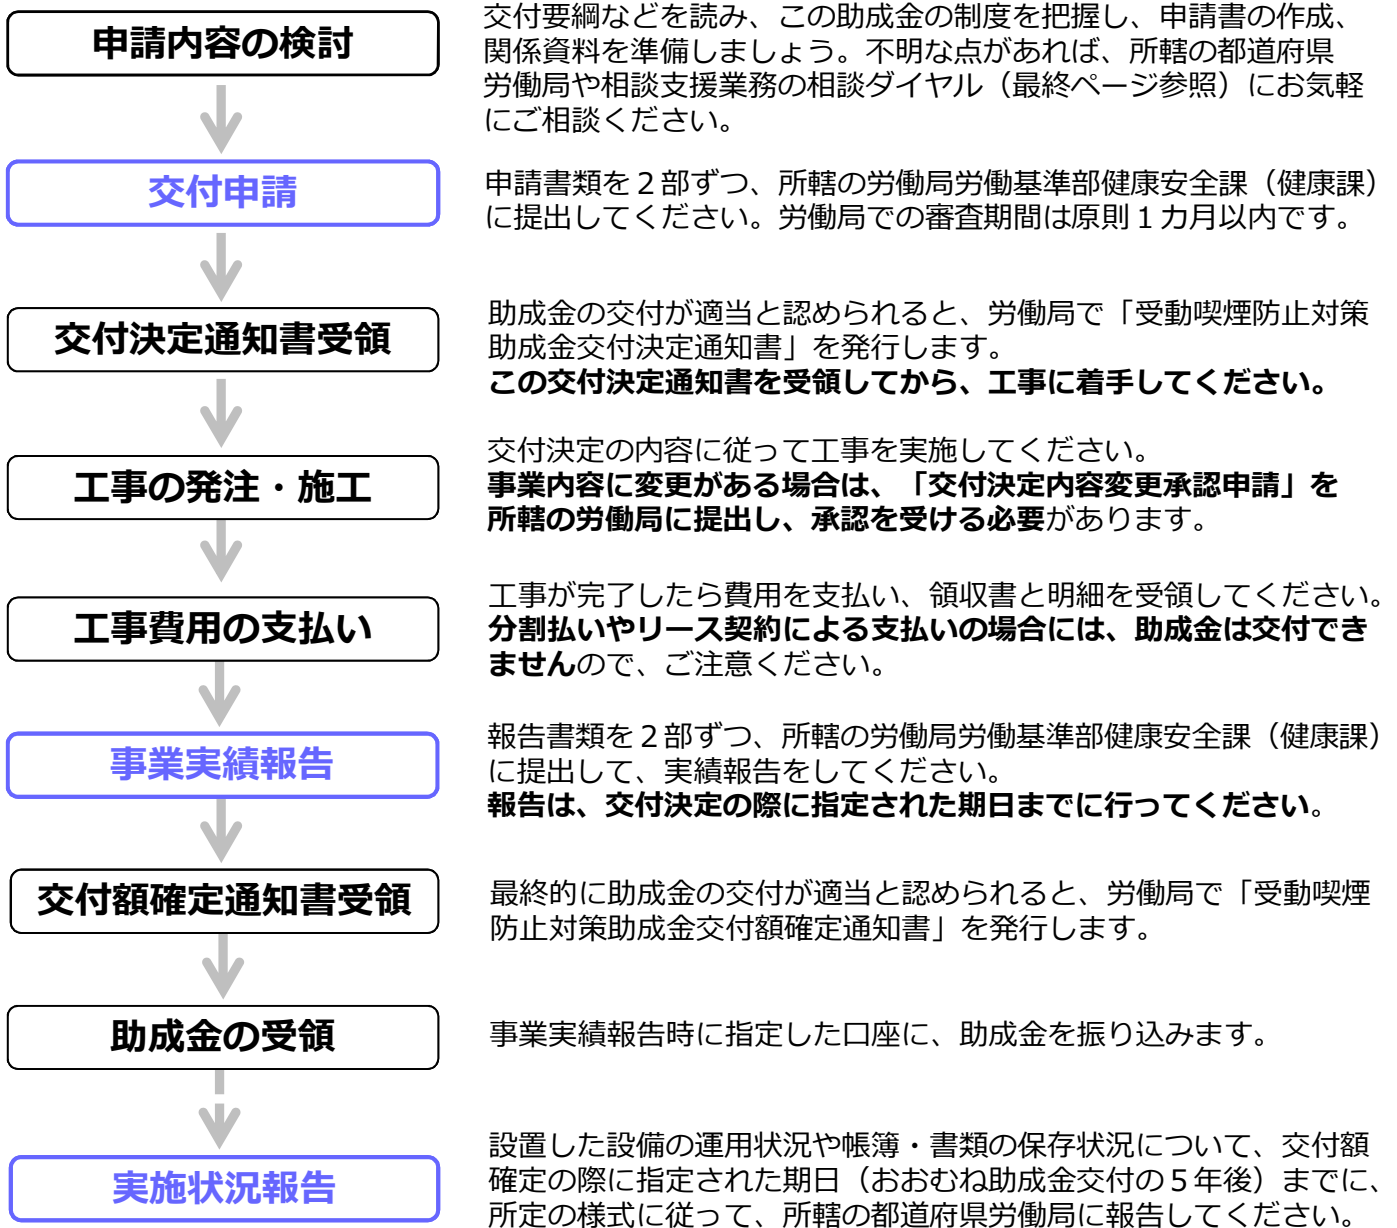 申請内容の検討
交付要綱などを読み、この助成金の制度を把握し、申請書の作成、
関係資料を準備しましょう。不明な点があれば、所轄の都道府県
労働局や相談支援業務の相談ダイヤル（最終ページ参照）にお気軽
にご相談ください。
交付申請
申請書類を２部ずつ、所轄の労働局労働基準部健康安全課（健康課）
に提出してください。労働局での審査期間は原則１カ月以内です。
交付決定通知書受領
助成金の交付が適当と認められると、労働局で「受動喫煙防止対策
助成金交付決定通知書」を発行します。
この交付決定通知書を受領してから、工事に着手してください。
工事の発注・施工
交付決定の内容に従って工事を実施してください。
事業内容に変更がある場合は、「交付決定内容変更承認申請」を
所轄の労働局に提出し、承認を受ける必要があります。
工事費用の支払い
工事が完了したら費用を支払い、領収書と明細を受領してください。
分割払いやリース契約による支払いの場合には、助成金は交付でき
ませんので、ご注意ください。
事業実績報告
報告書類を２部ずつ、所轄の労働局労働基準部健康安全課（健康課）
に提出して、実績報告をしてください。
報告は、交付決定の際に指定された期日までに行ってください。
交付額確定通知書受領
最終的に助成金の交付が適当と認められると、労働局で「受動喫煙
防止対策助成金交付額確定通知書」を発行します。
助成金の受領
事業実績報告時に指定した口座に、助成金を振り込みます。
実施状況報告
設置した設備の運用状況や帳簿・書類の保存状況について、交付額
確定の際に指定された期日（おおむね助成金交付の５年後）までに、
所定の様式に従って、所轄の都道府県労働局に報告してください。